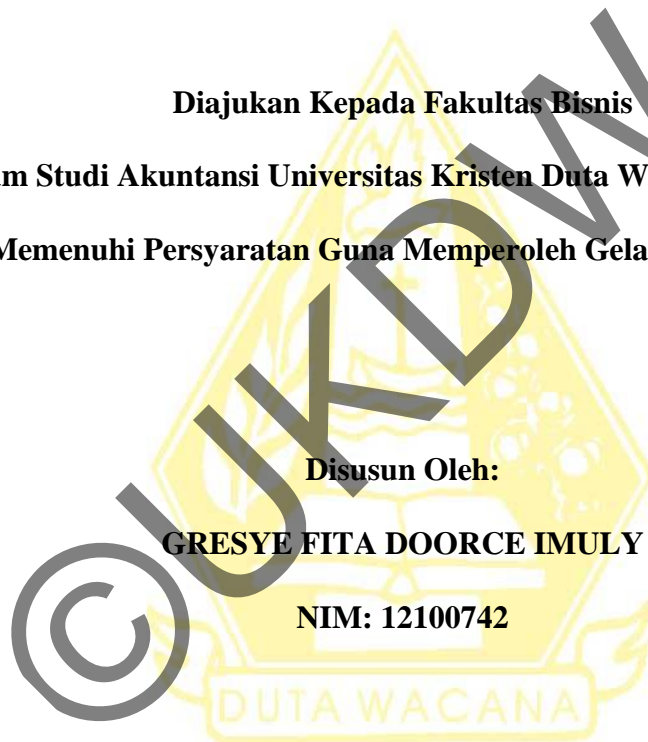 Diajukan Kepada Fakultas Bisnis
m Studi Akuntansi Universitas Kristen Duta W
Memenuhi Persyaratan Guna Memperoleh Gela
Disusun Oleh:
GRESYE FITA DOORCE IMULY
NIM: 12100742
DUTA WACANA
©UKDW